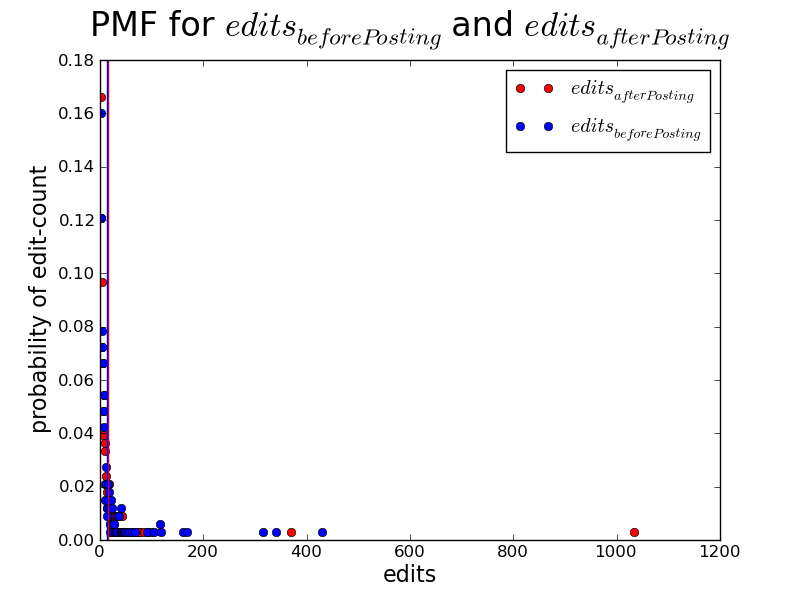 PMF for edits_beforePosting and edits_afterPosting
0.18
0.16
0.14
0.12
0.10
0.08
0.06
0.04
0.02
0.00
probability of edit-count
edits_afterPosting
edits_beforePosting
0 200 400 600 800 1000 1200
edits